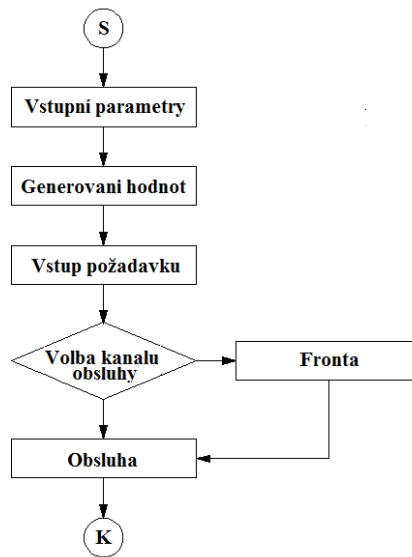 S
Vstupní parametry
Generovani hodnot
Vstup požadavku
Volba kanalu
obsluhy
Fronta
Obsluha
K